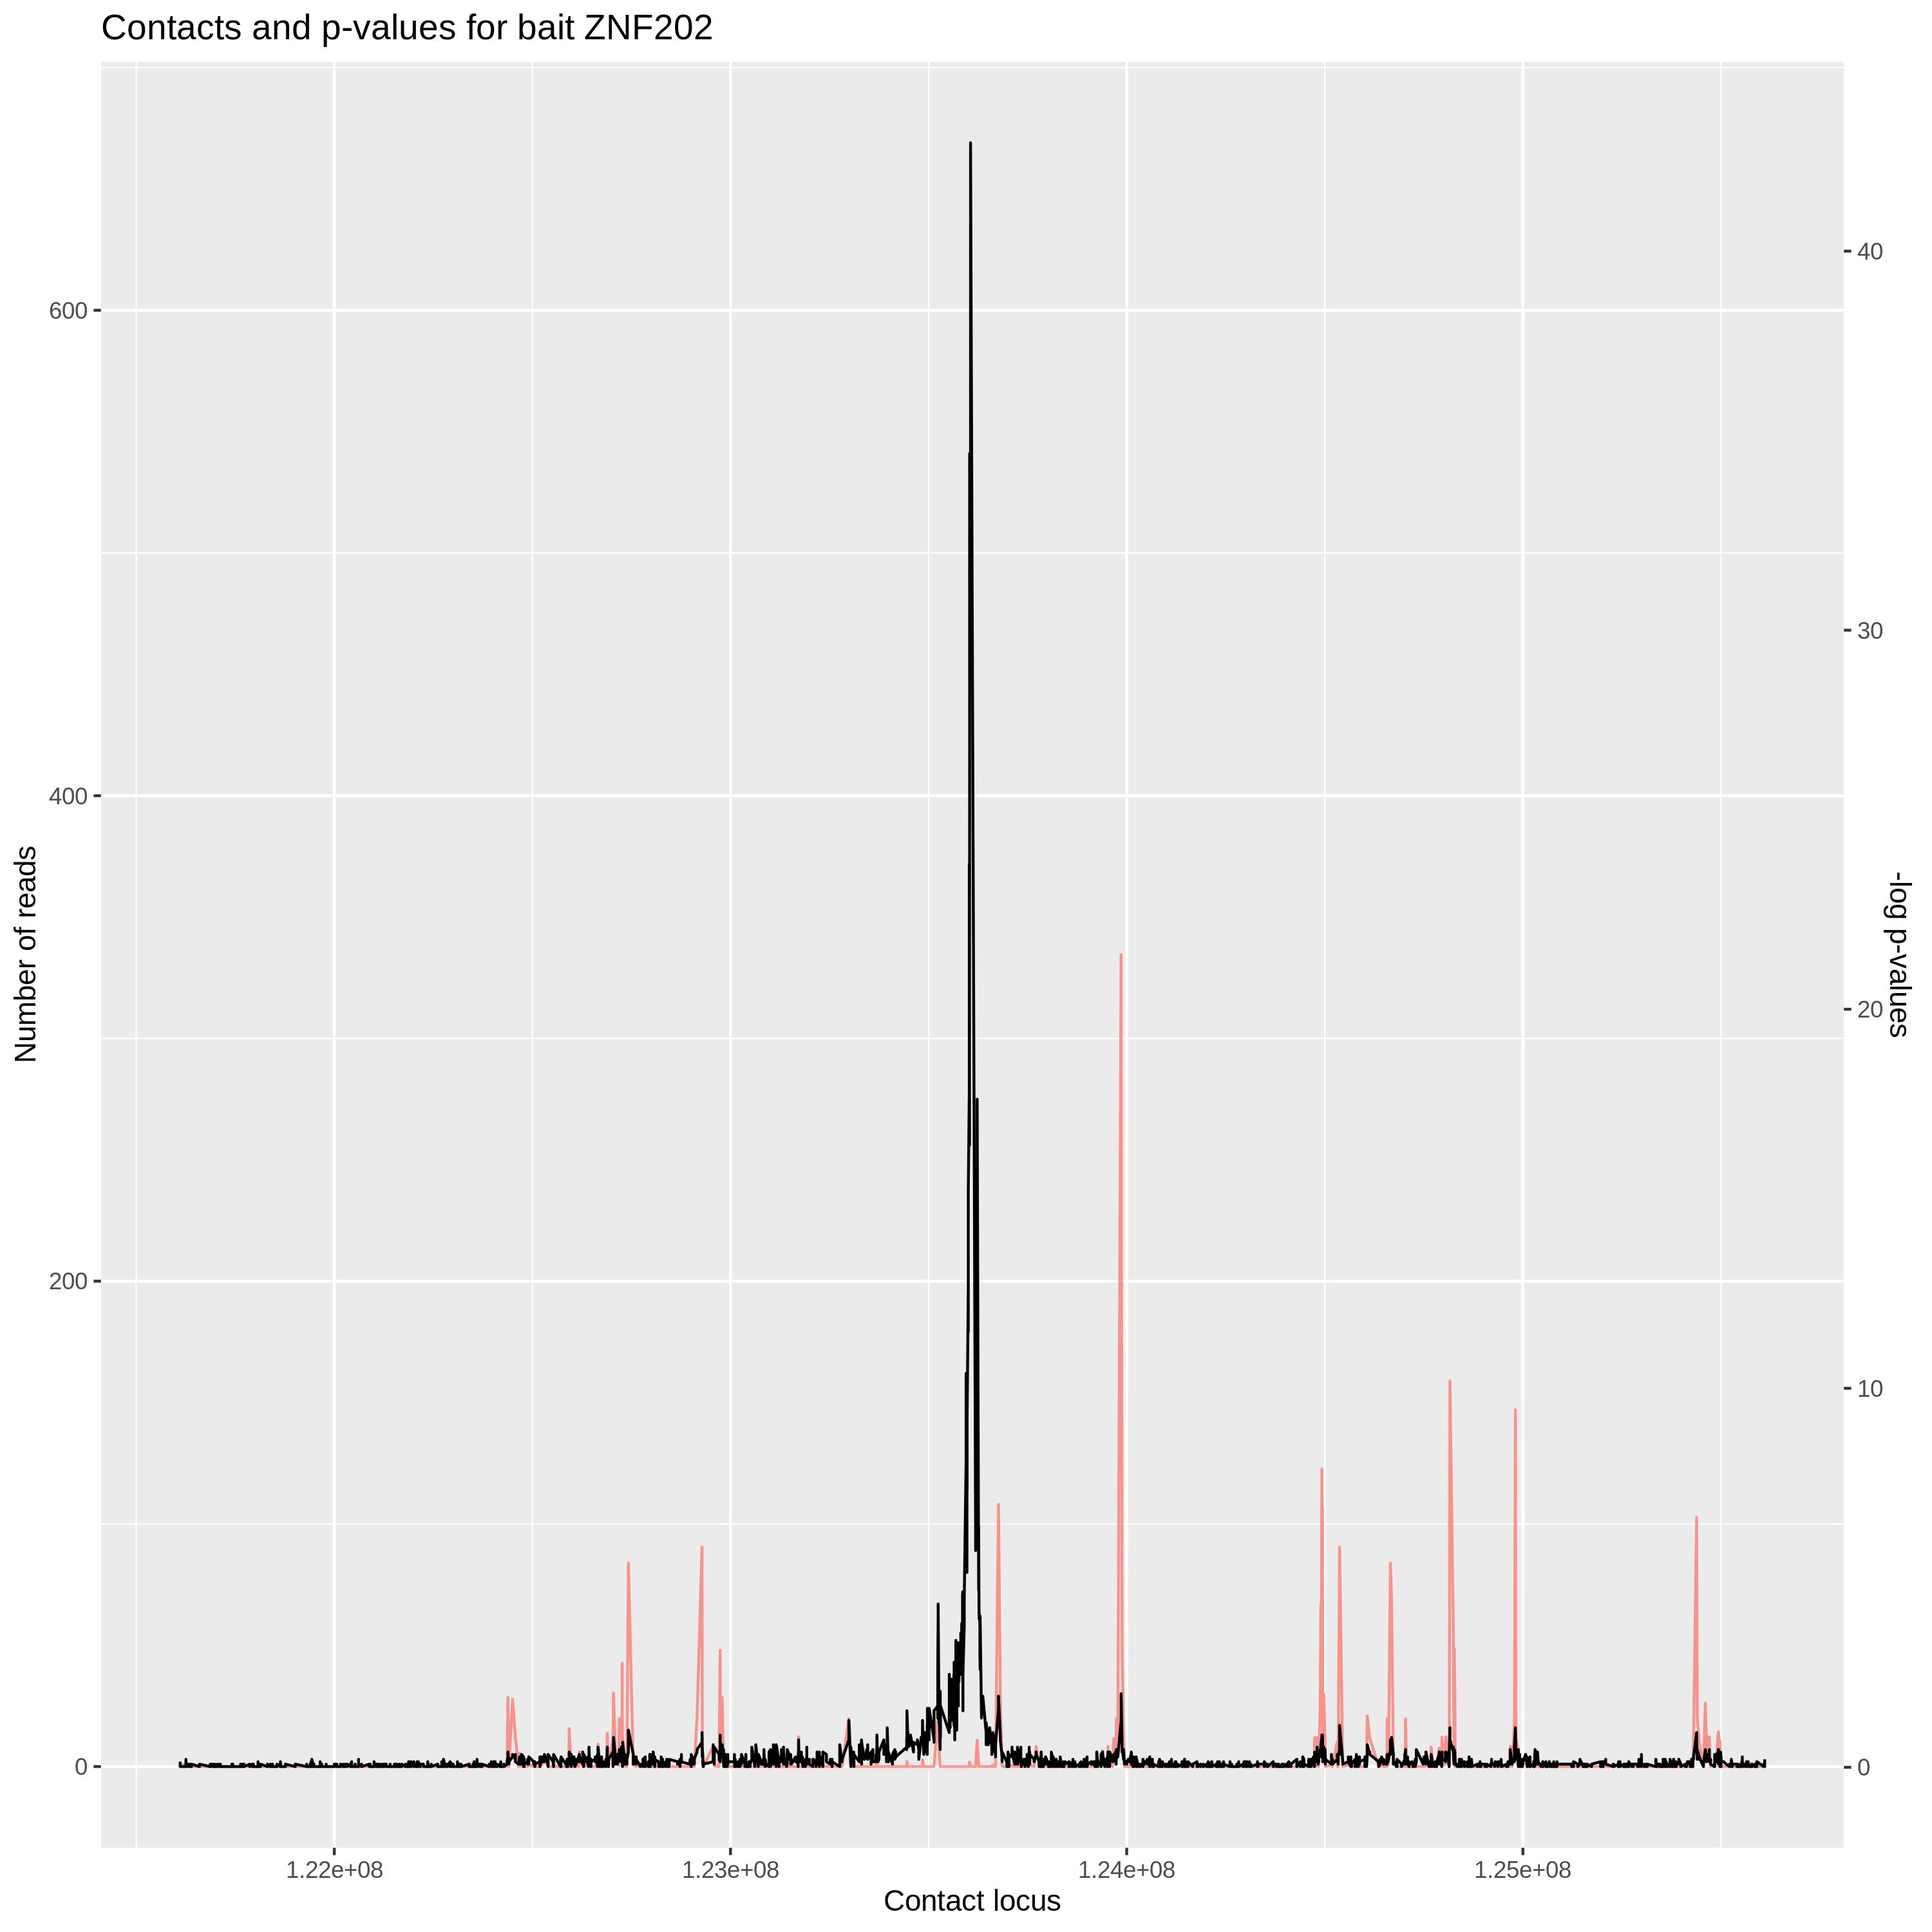 Contacts and p-values for bait ZNF202
Number of reads
600
400
200
0
40
30
20
10
0
-log p-values
1.22e+08
1.23e+08
1.24e+08
1.25e+08
Contact locus